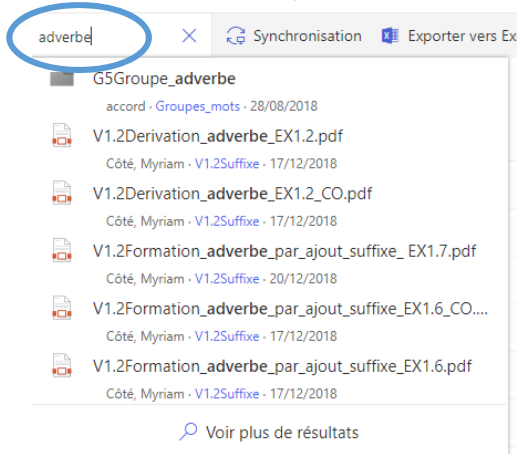 adverbe Synchronisation Exporter vers Ex
G5Groupe_adverbe
accord · Groupes_mots · 28/08/2018
V1.2Derivation_adverbe_EX1.2.pdf
Côté, Myriam · V1.2Suffixe · 17/12/2018
V1.2Derivation_adverbe_EX1.2_CO.pdf
Côté, Myriam · V1.2Suffixe · 17/12/2018
V1.2Formation_adverbe_par_ajout_suffixe_ EX1.7.pdf
Côté, Myriam · V1.2Suffixe · 20/12/2018
V1.2Formation_adverbe_par_ajout_suffixe_EX1.6_CO....
Côté, Myriam · V1.2Suffixe · 17/12/2018
V1.2Formation_adverbe_par_ajout_suffixe_EX1.6.pdf
Côté, Myriam · V1.2Suffixe · 17/12/2018
Voir plus de résultats